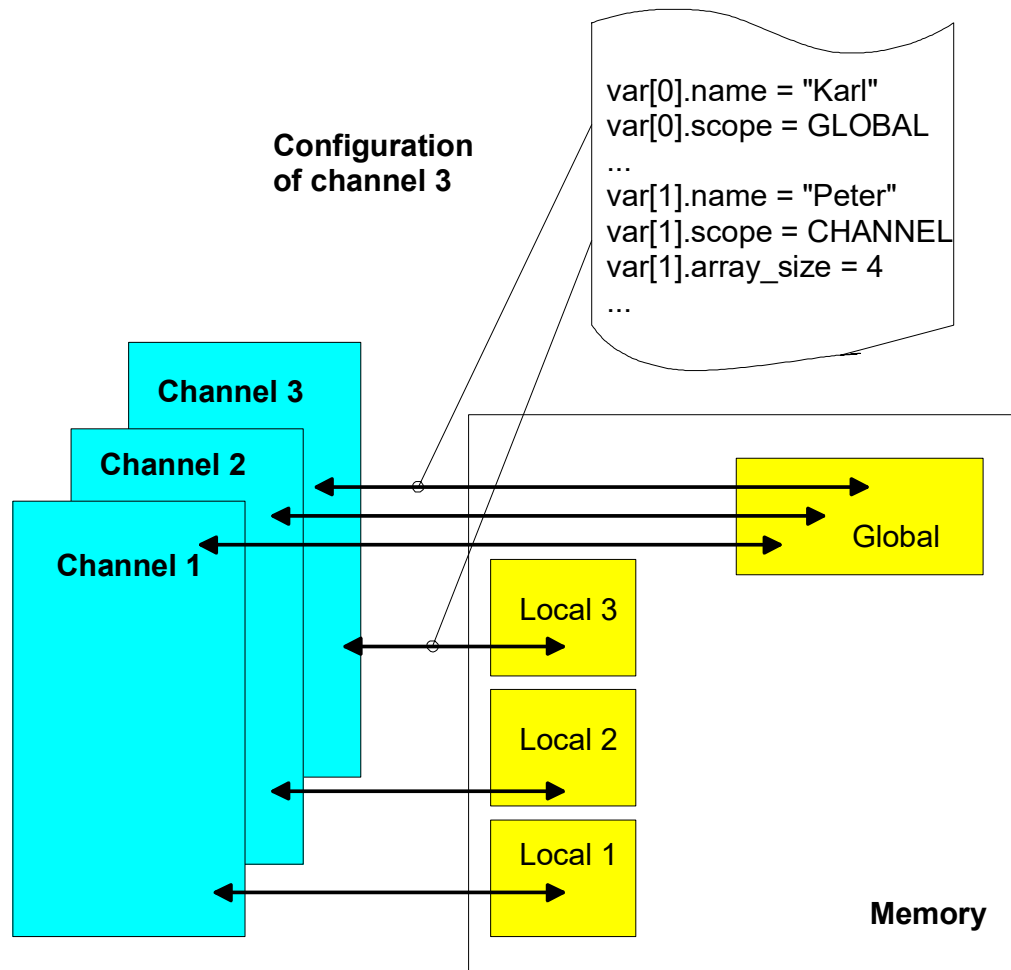 var[0].name = "Karl"
var[0].scope = GLOBAL
...
var[1].name = "Peter"
var[1].scope = CHANNEL
var[1].array_size = 4
...
Configuration
of channel 3
Channel 3
Channel 2
Channel 1
Global
Local 3
Local 2
Local 1
Memory